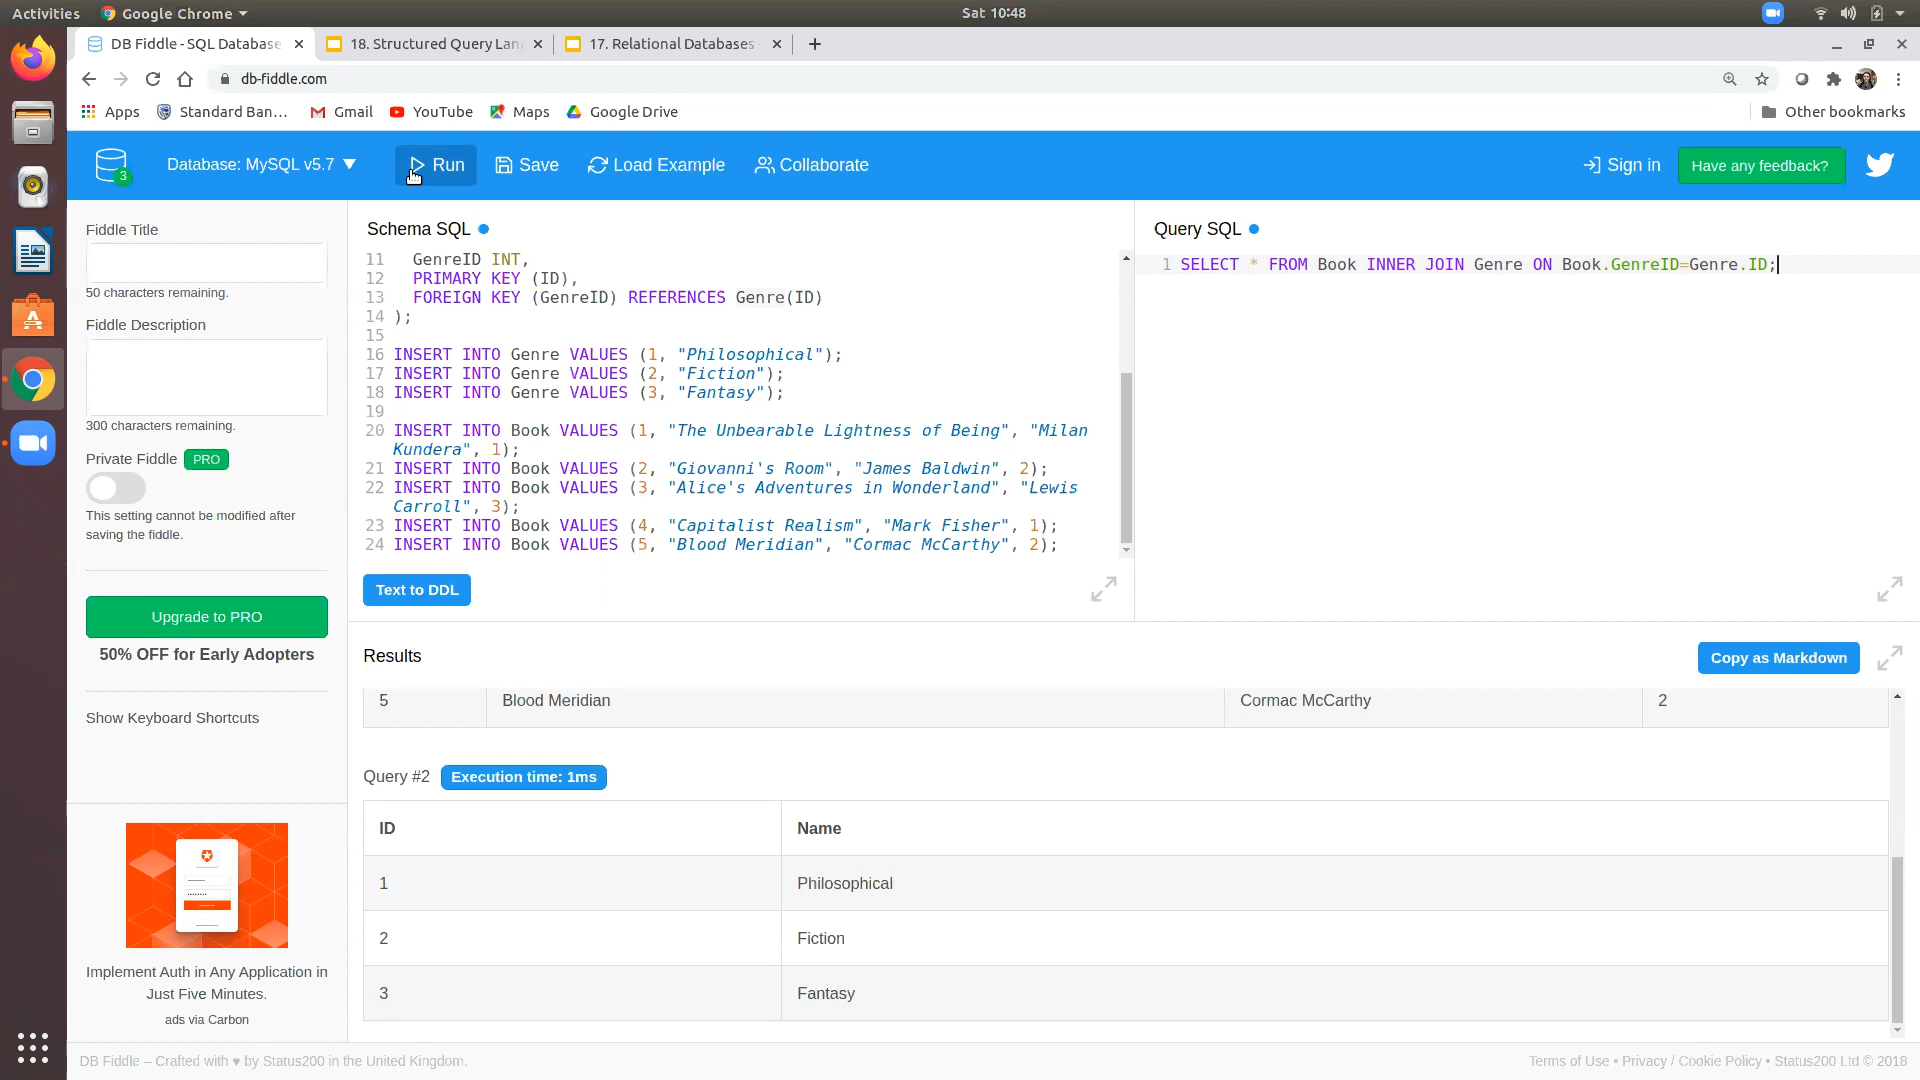 Activities
Google Chrome
Sat 10:48
DB Fiddle - SQL Database
18. Structured Query Lan
17. Relational Databases
db-fiddle.com
Apps
Standard Ban...
Gmail
YouTube
Maps
Google Drive
Other bookmarks
3
Database: MySQL v5.7
Run
Save
Load Example
Collaborate
Sign in
Have any feedback?
Fiddle Title
50 characters remaining.
Fiddle Description
300 characters remaining.
Private Fiddle PRO
This setting cannot be modified after
saving the fiddle.
Upgrade to PRO
50% OFF for Early Adopters
Show Keyboard Shortcuts
Implement Auth in Any Application in
Just Five Minutes.
ads via Carbon
Schema SQL
11 GenreID INT,
12 PRIMARY KEY (ID),
13 FOREIGN KEY (GenreID) REFERENCES Genre(ID)
14 );
15
16 INSERT INTO Genre VALUES (1, "Philosophical");
17 INSERT INTO Genre VALUES (2, "Fiction");
18 INSERT INTO Genre VALUES (3, "Fantasy");
19
20 INSERT INTO Book VALUES (1, "The Unbearable Lightness of Being", "Milan
Kundera", 1);
21 INSERT INTO Book VALUES (2, "Giovanni's Room", "James Baldwin", 2);
22 INSERT INTO Book VALUES (3, "Alice's Adventures in Wonderland", "Lewis
Carroll", 3);
23 INSERT INTO Book VALUES (4, "Capitalist Realism", "Mark Fisher", 1);
24 INSERT INTO Book VALUES (5, "Blood Meridian", "Cormac McCarthy", 2);
Text to DDL
Query SQL
1 SELECT * FROM Book INNER JOIN Genre ON Book.GenreID=Genre.ID;
Results
Copy as Markdown
5 Blood Meridian Cormac McCarthy 2
Query #2 Execution time: 1ms
ID Name
1 Philosophical
2 Fiction
3 Fantasy
DB Fiddle – Crafted with ♥ by Status200 in the United Kingdom.
Terms of Use • Privacy / Cookie Policy • Status200 Ltd © 2018